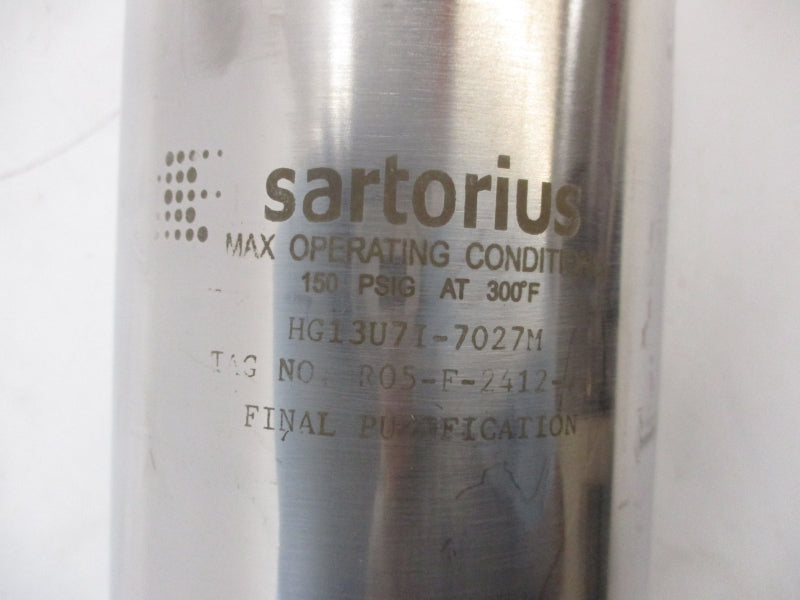 sartorius
MAX OPERATING CONDITIONS
150 PSIG AT 300°F
HG13U7I-7027M
TAG NO. R05-F-2412-
FINAL PURIFICATION